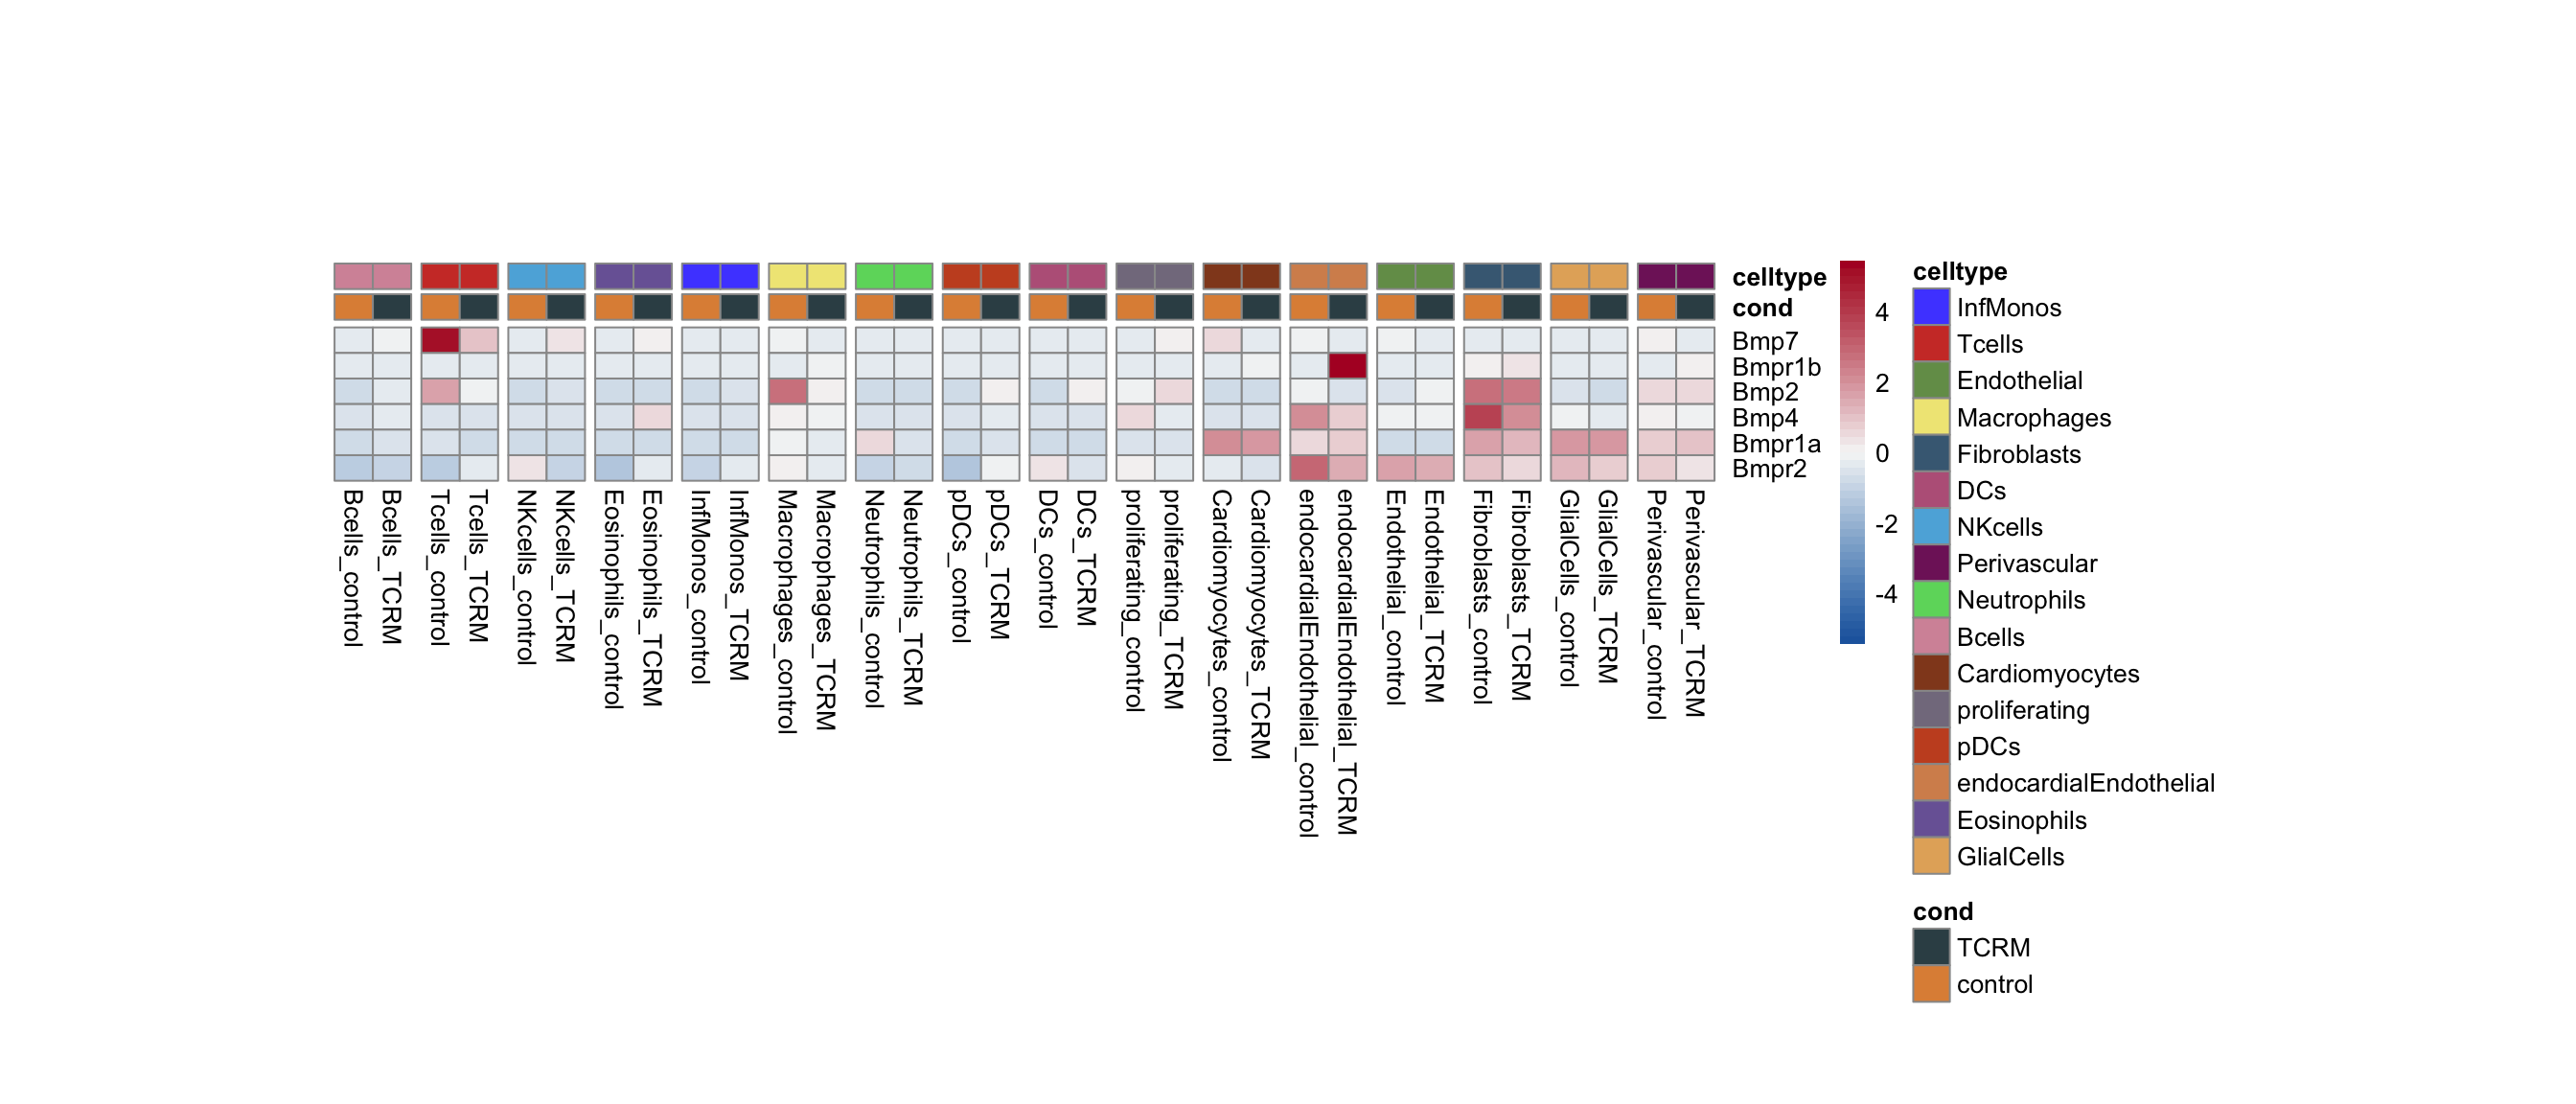 celltype
cond
Bmp7
Bmpr1b
Bmp2
Bmp4
Bmpr1a
Bmpr2
Bcells_control
Bcells_TCRM
Tcells_control
Tcells_TCRM
NKcells_control
NKcells_TCRM
Eosinophils_control
Eosinophils_TCRM
InfMonos_control
InfMonos_TCRM
Macrophages_control
Macrophages_TCRM
Neutrophils_control
Neutrophils_TCRM
pDCs_control
pDCs_TCRM
DCs_control
DCs_TCRM
proliferating_control
proliferating_TCRM
Cardiomyocytes_control
Cardiomyocytes_TCRM
endocardialEndothelial_control
endocardialEndothelial_TCRM
Endothelial_control
Endothelial_TCRM
Fibroblasts_control
Fibroblasts_TCRM
GlialCells_control
GlialCells_TCRM
Perivascular_control
Perivascular_TCRM
4
2
0
-2
-4
celltype
InfMonos
Tcells
Endothelial
Macrophages
Fibroblasts
DCs
NKcells
Perivascular
Neutrophils
Bcells
Cardiomyocytes
proliferating
pDCs
endocardialEndothelial
Eosinophils
GlialCells
cond
TCRM
control